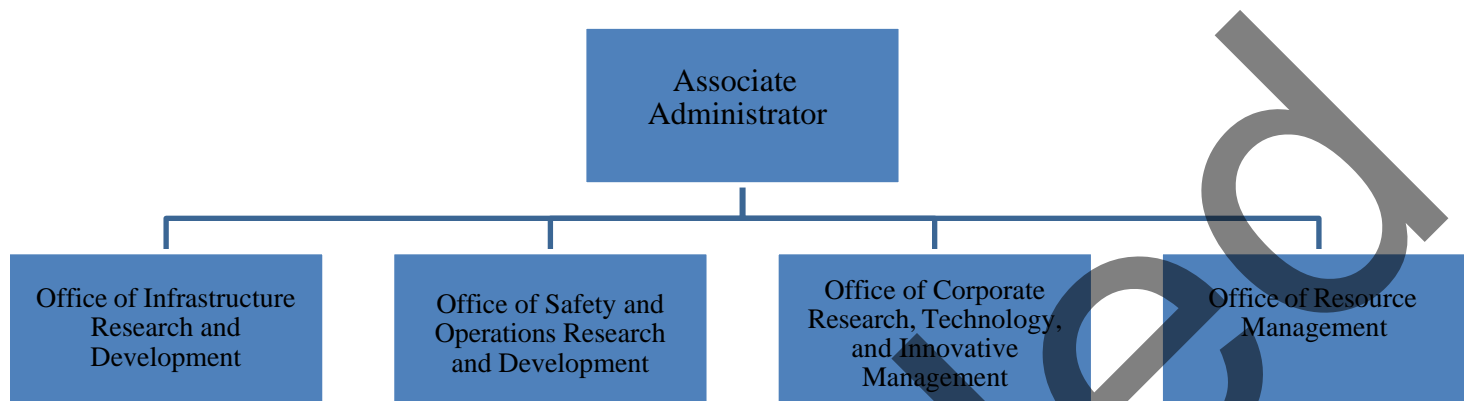 Associate
Administrator
Office of Infrastructure
Research and
Development
Office of Safety and
Operations Research
and Development
Office of Corporate
Research, Technology,
and Innovative
Management
Office of Resource
Management
ed